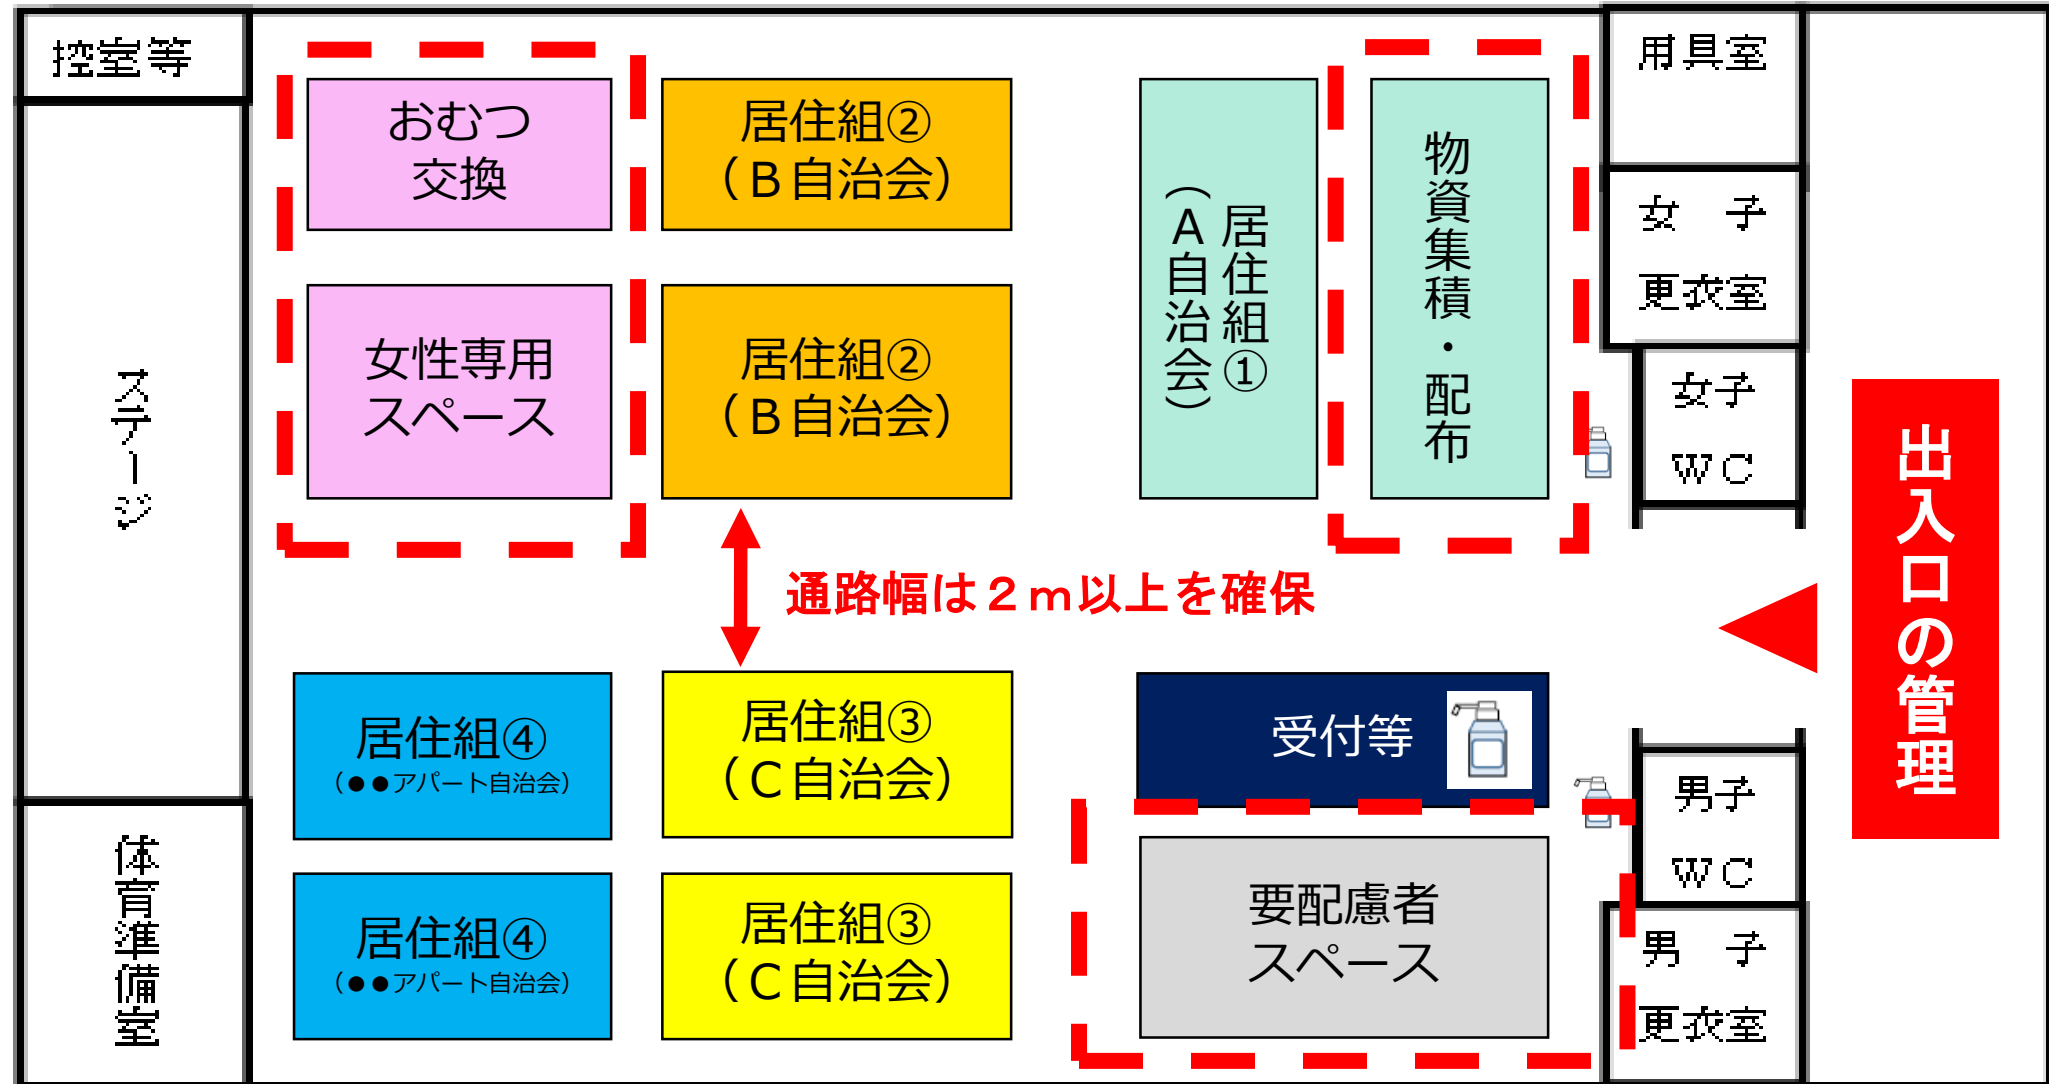 控室等
ステージ
体育準備室
おむつ
交換
女性専用
スペース
居住組②
（Ｂ自治会）
居住組②
（Ｂ自治会）
居住組①
（Ａ自治会）
物資集積・配布
用具室
女　子
更衣室
女子
ＷＣ
出入口の管理
通路幅は２ｍ以上を確保
居住組④
（●●アパート自治会）
居住組④
（●●アパート自治会）
居住組③
（Ｃ自治会）
居住組③
（Ｃ自治会）
受付等
要配慮者
スペース
男子
ＷＣ
男　子
更衣室